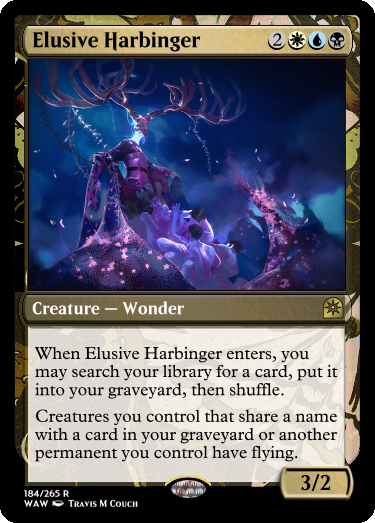 Elusive Harbinger 2
Creature — Wonder
When Elusive Harbinger enters, you
may search your library for a card, put it
into your graveyard, then shuffle.
Creatures you control that share a name
with a card in your graveyard or another
permanent you control have flying.
3/2
184/265 R
WAW Travis M Couch